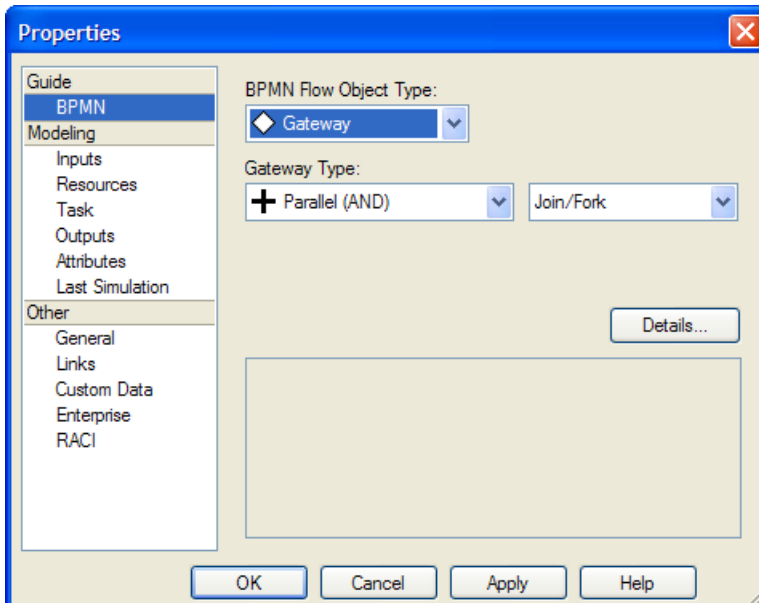 Properties
Guide
BPMN
Modeling
Inputs
Resources
Task
Outputs
Attributes
Last Simulation
Other
General
Links
Custom Data
Enterprise
RACI
BPMN Flow Object Type:
Gateway
Gateway Type:
Parallel (AND)
Join/Fork
Details...
OK
Cancel
Apply
Help